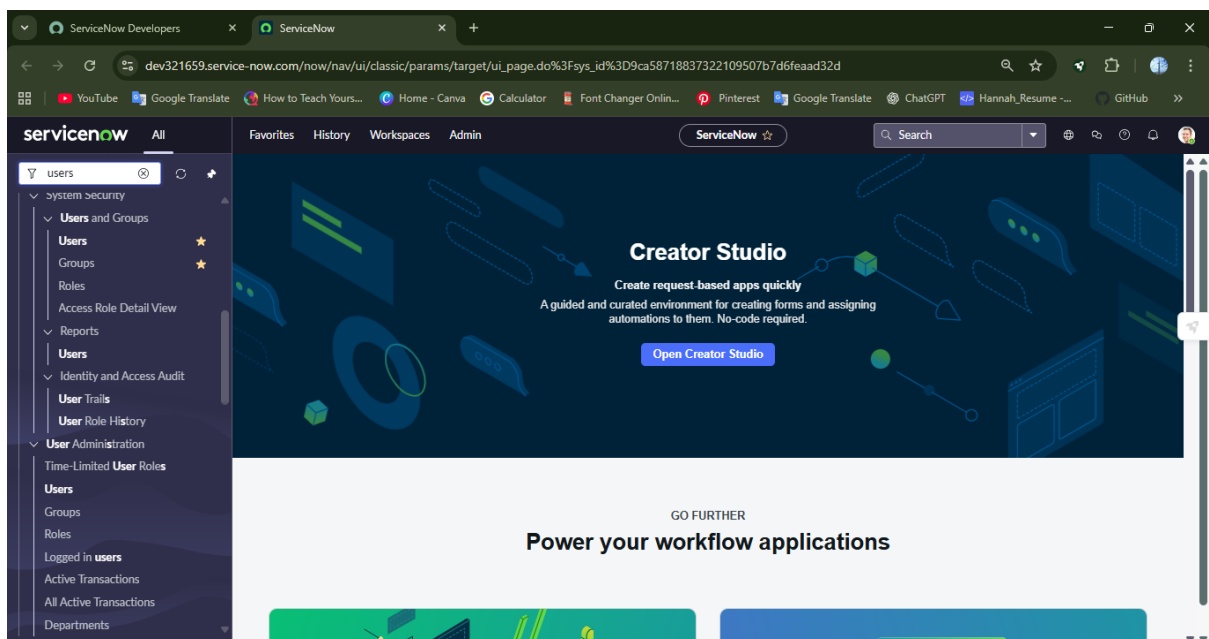 ServiceNow Developers
ServiceNow
dev321659.service-now.com/now/nav/ui/classic/params/target/ui_page.do%3Fsys_id%3D9ca58718837322109507b7d6feaad32d
YouTube
Google Translate
How to Teach Yours...
Home - Canva
Calculator
Font Changer Onlin...
Pinterest
Google Translate
ChatGPT
Hannah_Resume -...
GitHub
servicenow
All
Favorites
History
Workspaces
Admin
ServiceNow
Search
users
System Security
Users and Groups
Users
Groups
Roles
Access Role Detail View
Reports
Users
Identity and Access Audit
User Trails
User Role History
User Administration
Time-Limited User Roles
Users
Groups
Roles
Logged in users
Active Transactions
All Active Transactions
Departments
Creator Studio
Create request-based apps quickly
A guided and curated environment for creating forms and assigning
automations to them. No-code required.
Open Creator Studio
GO FURTHER
Power your workflow applications